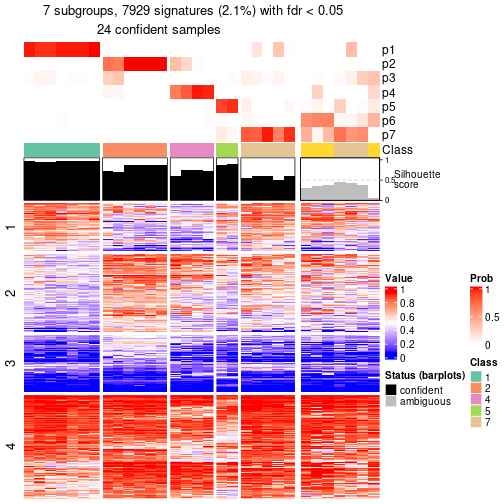 7 subgroups, 7929 signatures (2.1%) with fdr < 0.05
24 confident samples
p1
p2
p3
p4
p5
p6
p7
Class
1
0.5
0
Silhouette
score
1
2
3
4
Value
1
0.8
0.6
0.4
0.2
0
Status (barplots)
confident
ambiguous
Prob
1
0.5
0
Class
1
2
4
5
7